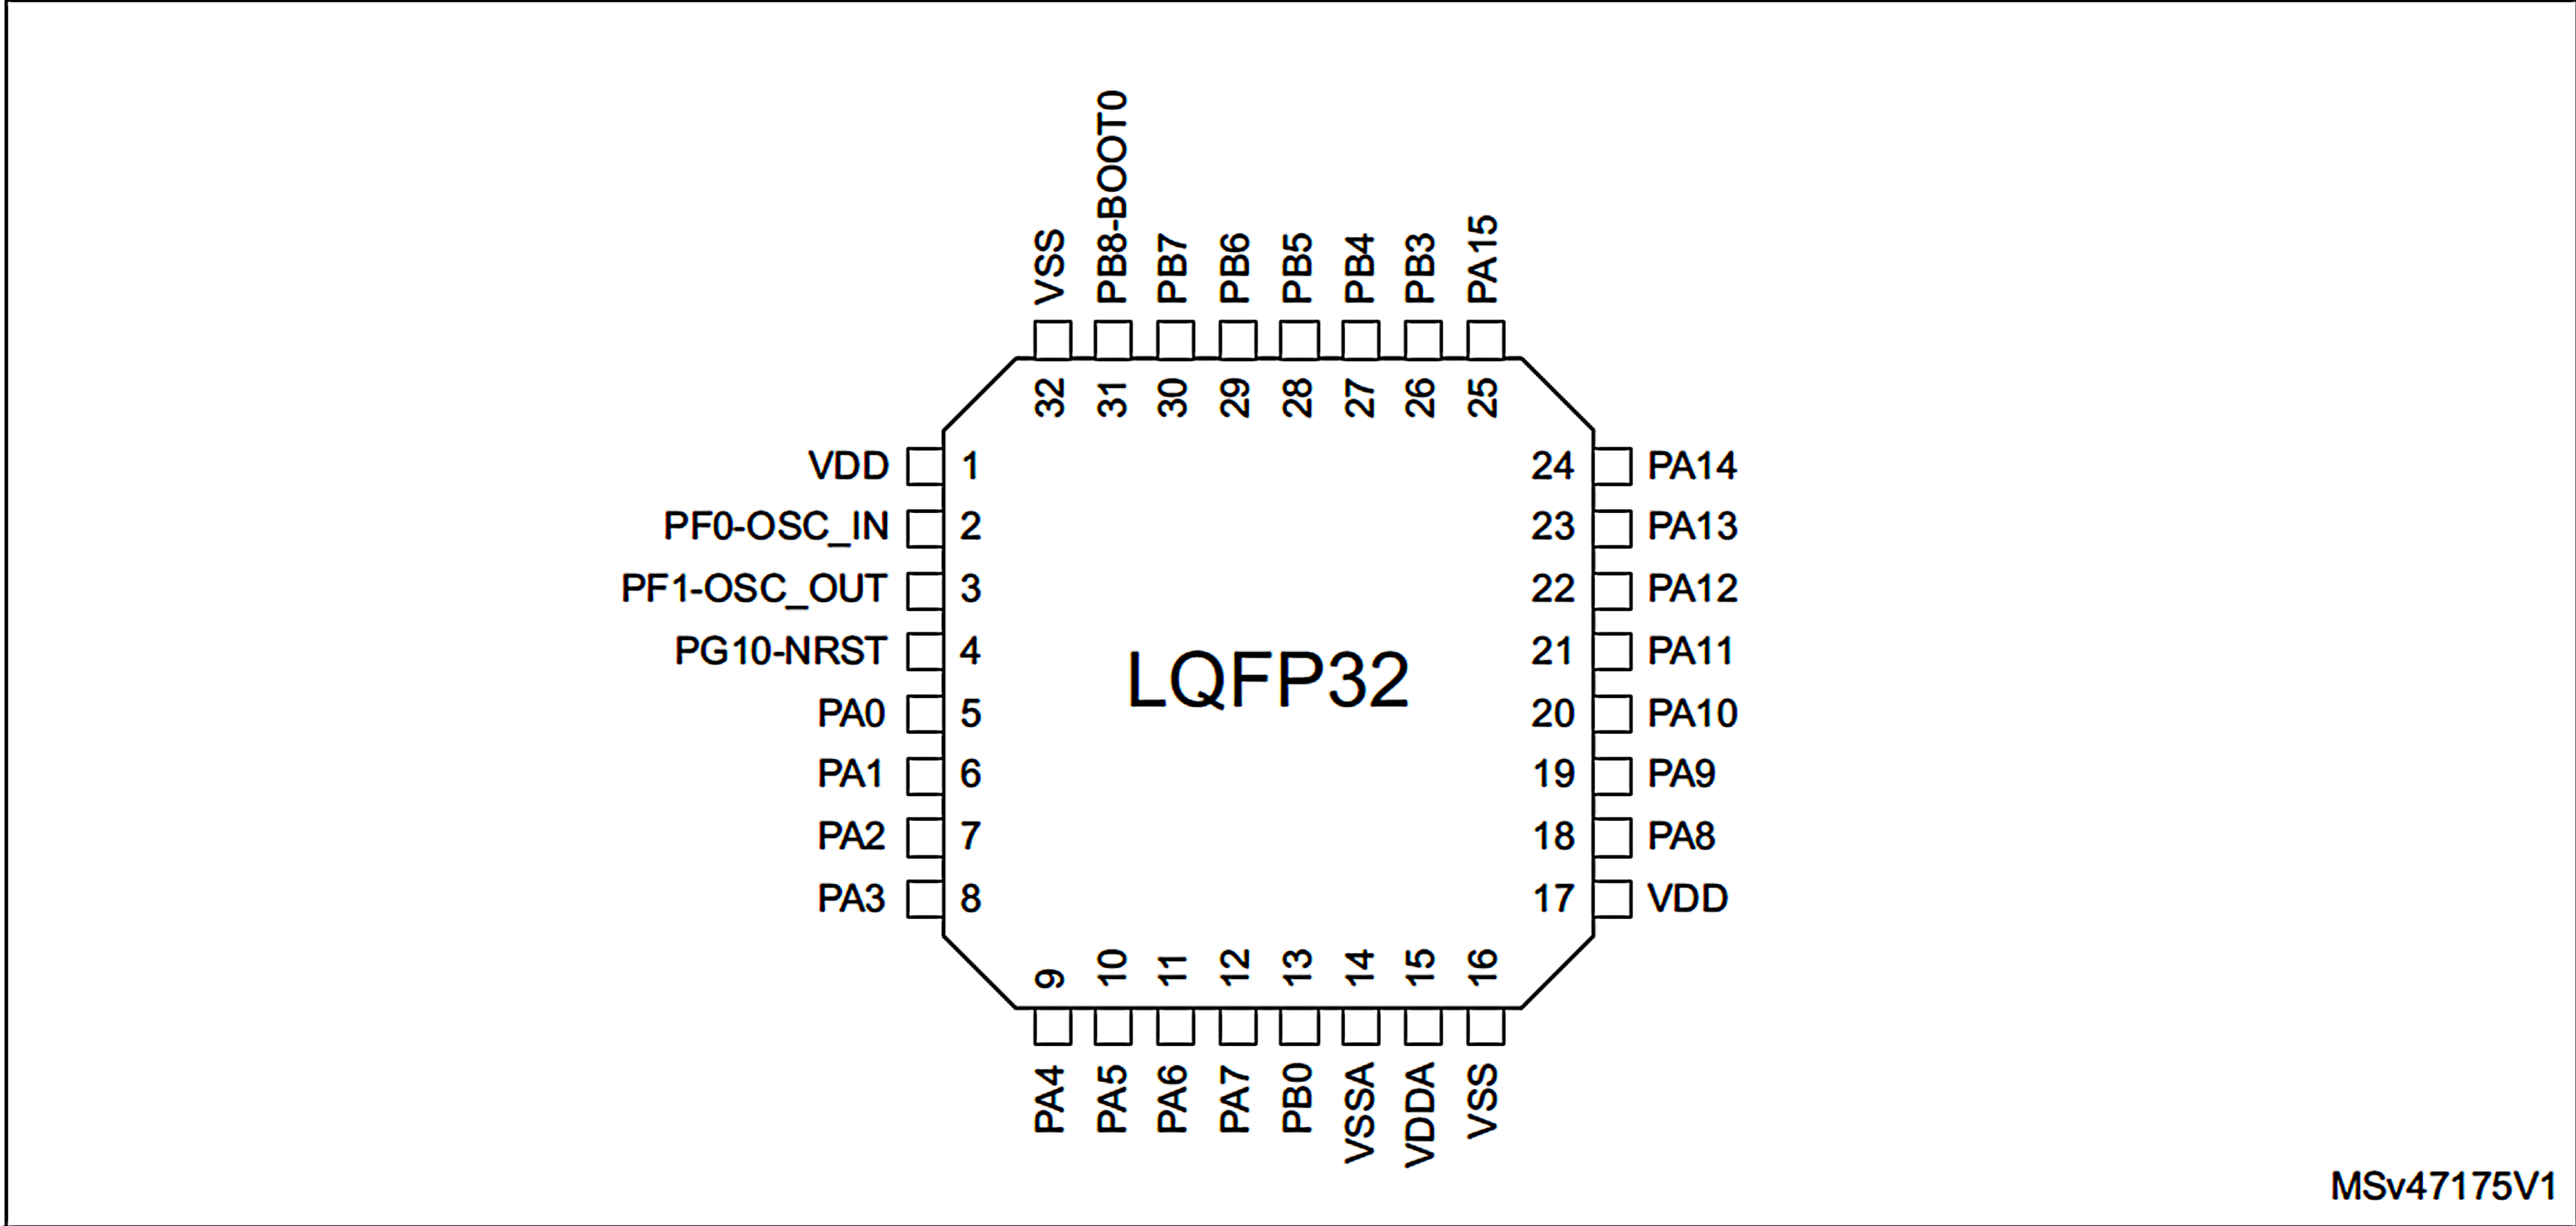 VSS
PB8-BOOT0
PB7
PB6
PB5
PB4
PB3
PA15
32 31 30 29 28 27 26 25
VDD 1 24 PA14
PF0-OSC_IN 2 23 PA13
PF1-OSC_OUT 3 22 PA12
PG10-NRST 4 21 PA11
LQFP32
PA0 5 20 PA10
PA1 6 19 PA9
PA2 7 18 PA8
PA3 8 17 VDD
9 10 11 12 13 14 15 16
PA4
PA5
PA6
PA7
PB0
VSSA
VDDA
VSS
MSv47175V1